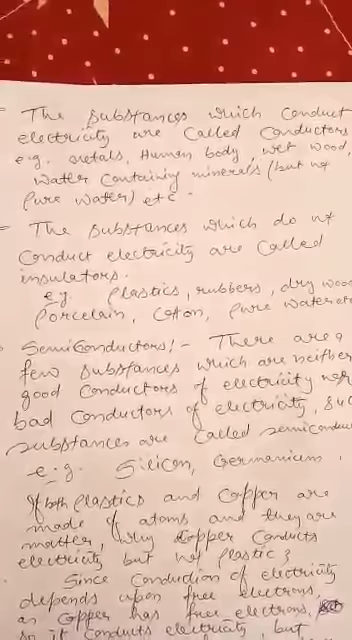 The Substances which Conduct
electricity are Called Conductors
e.g. metals, Human body, wet wood,
water Containing minerals (but not
Pure water) etc.
The Substances which do not
Conduct electricity are Called
insulators.
e.g. Plastics, rubbers, dry wood
Porcelain, Cotton, Pure water etc
Semiconductors! - There are a
few Substances which are neither
good Conductors of electricity nor
bad Conductors of electricity, Such
Substances are Called semiconduc
e.g. Silicon, Germanium.
If both Plastics and Copper are
made of atoms and they are
matter, why Copper Conducts
electricity but not Plastic?
Since Conduction of electricity
depends upon free electrons,
as Copper has free electrons,
so it Conducts electricity but